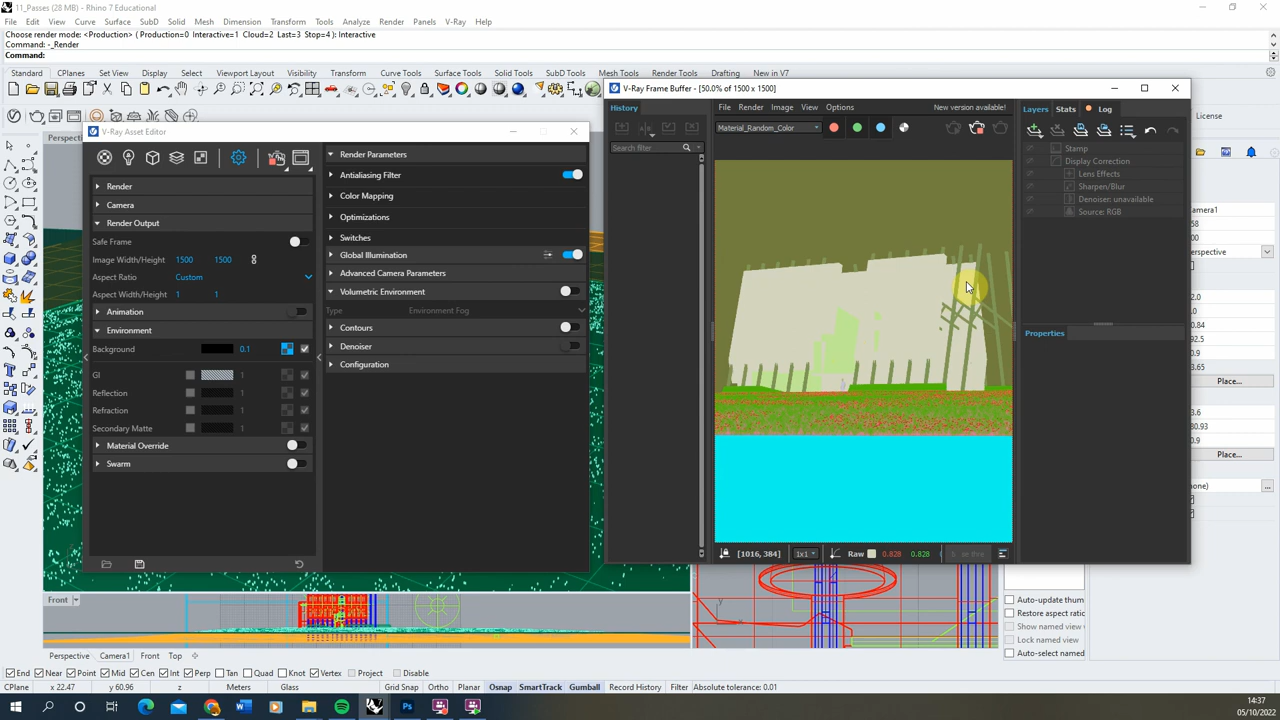 11_Passes (28 MB) - Rhino 7 Educational
File Edit View Curve Surface SubD Solid Mesh Dimension Transform Tools Analyze Render Panels V-Ray Help
Choose render mode: <Production> ( Production=0 Interactive=1 Cloud=2 Last=3 Stop=4 ): Interactive
Command: -_Render
Command:
Standard CPlanes Set View Display Select Viewport Layout Visibility Transform Curve Tools Surface Tools Solid Tools SubD Tools Mesh Tools Render Tools Drafting New in V7
V-Ray Frame Buffer - [50.0% of 1500 x 1500]
History File Render Image View Options New version available! Layers Stats Log License
V-Ray Asset Editor
Material_Random_Color
Search filter
Render
Camera
Render Output
Safe Frame
Image Width/Height 1500 1500
Aspect Ratio Custom
Aspect Width/Height 1 1
Animation
Environment
Background 0.1
GI 1
Reflection 1
Refraction 1
Secondary Matte 1
Material Override
Swarm
Render Parameters
Antialiasing Filter
Color Mapping
Optimizations
Switches
Global Illumination
Advanced Camera Parameters
Volumetric Environment
Type Environment Fog
Contours
Denoiser
Configuration
Stamp
Display Correction
Lens Effects
Sharpen/Blur
Denoiser: unavailable
Source: RGB
Properties
[1016, 384] 1x1 Raw 0.828 0.828
Place...
Place...
Front
Auto-update thum
Restore aspect ratio
Show named view
Lock named view
Auto-select named
Perspective Camera1 Front Top
End Near Point Mid Cen Int Perp Tan Quad Knot Vertex Project Disable
CPlane x 22.47 y 60.96 z Meters Glass Grid Snap Ortho Planar Osnap SmartTrack Gumball Record History Filter Absolute tolerance: 0.01
14:37
05/10/2022